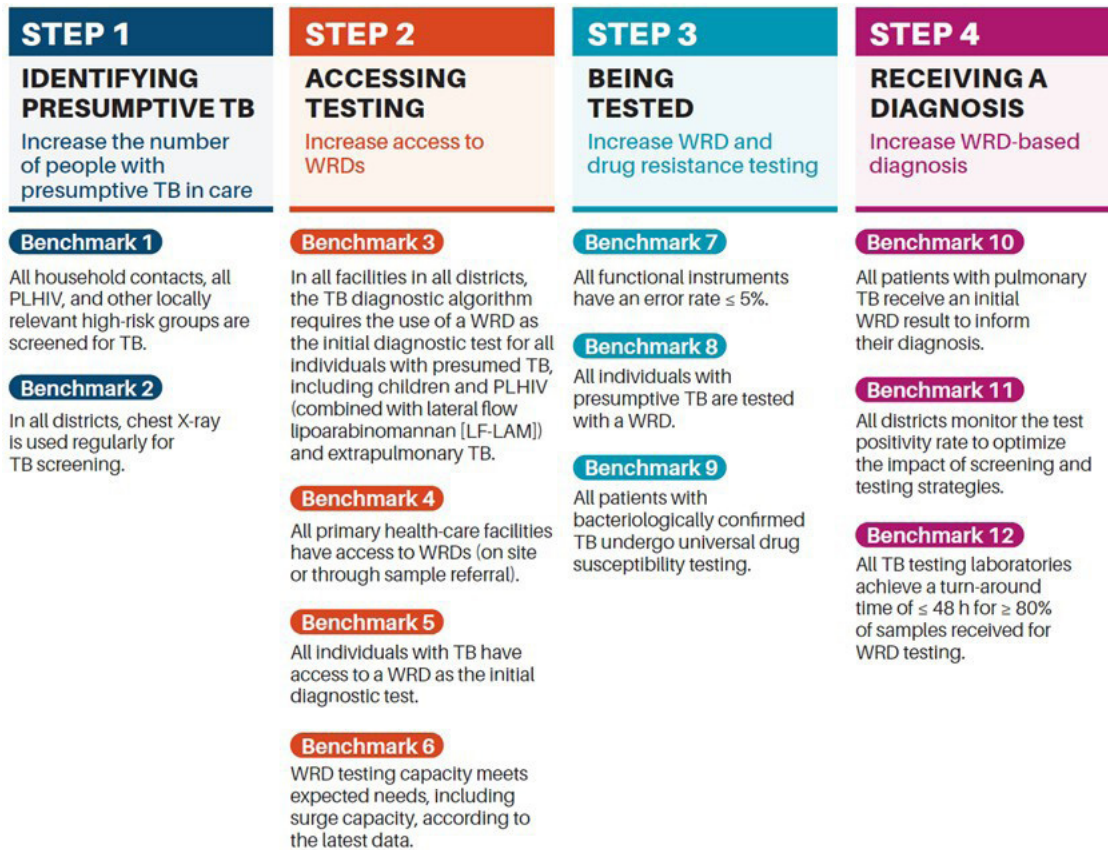 STEP 1
IDENTIFYING
PRESUMPTIVE TB
Increase the number
of people with
presumptive TB in care
Benchmark 1
All household contacts, all
PLHIV, and other locally
relevant high-risk groups are
screened for TB.
Benchmark 2
In all districts, chest X-ray
is used regularly for
TB screening.
STEP 2
ACCESSING
TESTING
Increase access to
WRDs
Benchmark 3
In all facilities in all districts,
the TB diagnostic algorithm
requires the use of a WRD as
the initial diagnostic test for all
individuals with presumed TB,
including children and PLHIV
(combined with lateral flow
lipoarabinomannan [LF-LAM])
and extrapulmonary TB.
Benchmark 4
All primary health-care facilities
have access to WRDs (on site
or through sample referral).
Benchmark 5
All individuals with TB have
access to a WRD as the initial
diagnostic test.
Benchmark 6
WRD testing capacity meets
expected needs, including
surge capacity, according to
the latest data.
STEP 3
BEING
TESTED
Increase WRD and
drug resistance testing
Benchmark 7
All functional instruments
have an error rate ≤ 5%.
Benchmark 8
All individuals with
presumptive TB are tested
with a WRD.
Benchmark 9
All patients with
bacteriologically confirmed
TB undergo universal drug
susceptibility testing.
STEP 4
RECEIVING A
DIAGNOSIS
Increase WRD-based
diagnosis
Benchmark 10
All patients with pulmonary
TB receive an initial
WRD result to inform
their diagnosis.
Benchmark 11
All districts monitor the test
positivity rate to optimize
the impact of screening and
testing strategies.
Benchmark 12
All TB testing laboratories
achieve a turn-around
time of ≤ 48 h for ≥ 80%
of samples received for
WRD testing.